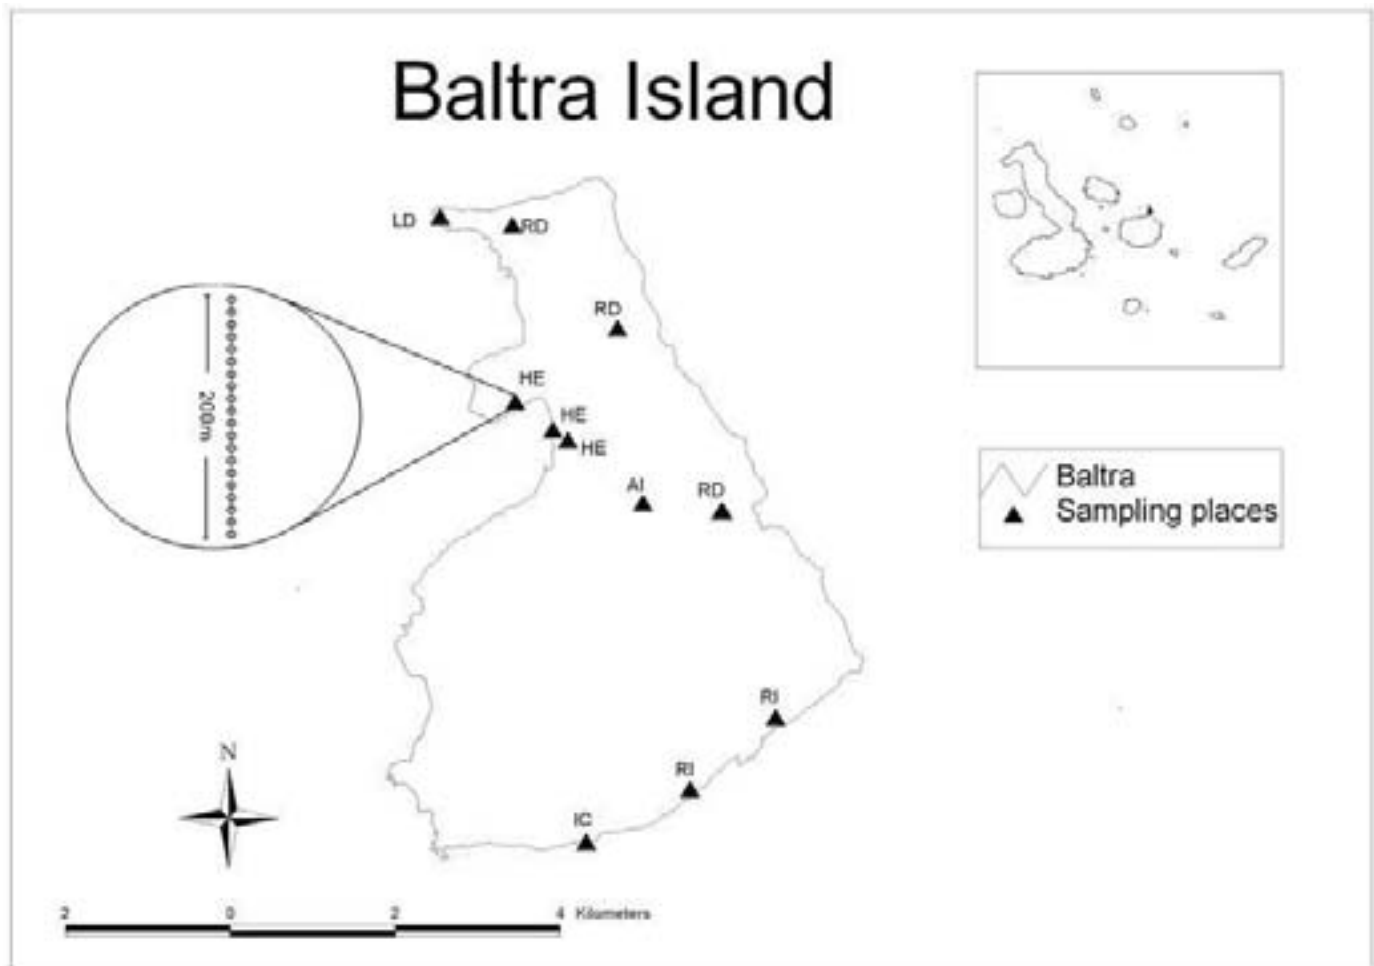 Baltra Island
LD
RD
RD
HE
HE
HE
200m
AI
RD
RI
RI
IC
Baltra
Sampling places
N
2 0 2 4 Kilometers